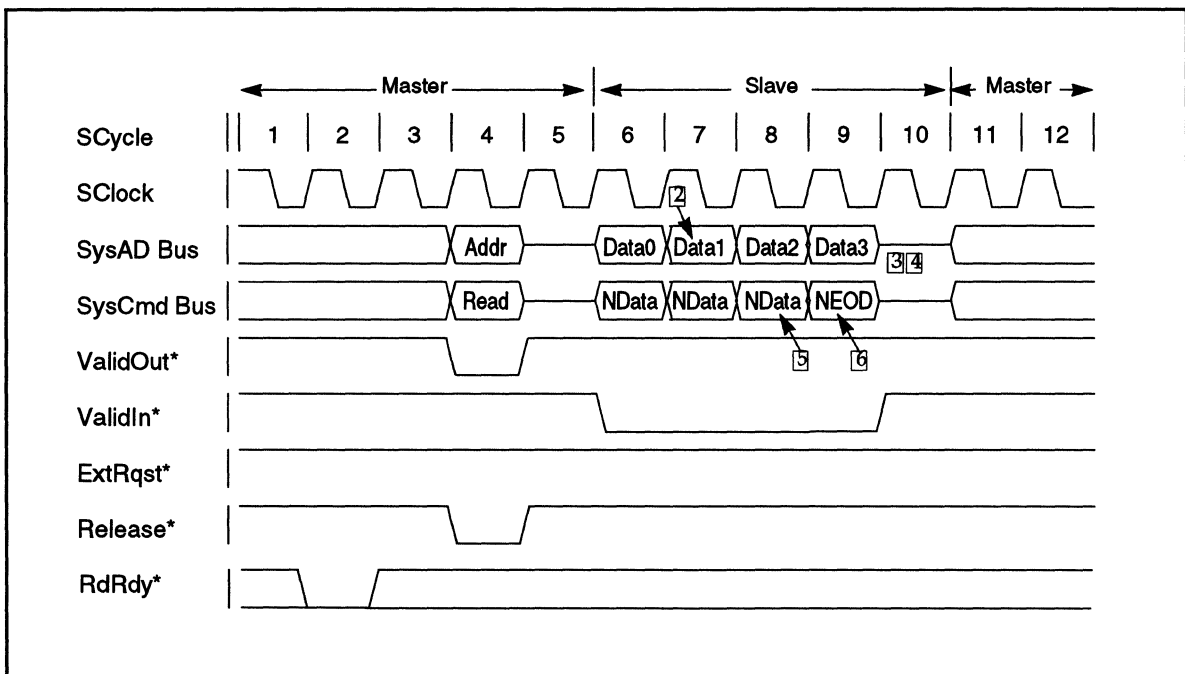 Master Slave Master
SCycle 1 2 3 4 5 6 7 8 9 10 11 12
SClock
2
SysAD Bus Addr Data0 Data1 Data2 Data3
3 4
SysCmd Bus Read NData NData NData NEOD
ValidOut* 5 6
ValidIn*
ExtRqst*
Release*
RdRdy*